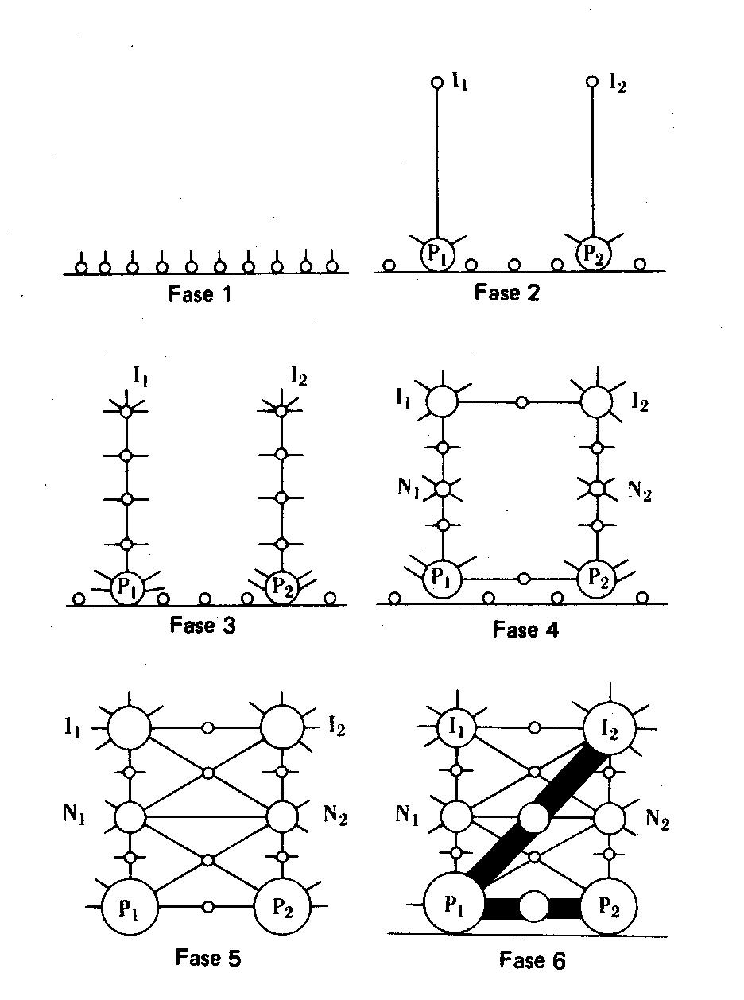 I₁ I₂
P₁ P₂
Fase 1 Fase 2
I₁ I₂ I₁ I₂
N₁ N₂
P₁ P₂ P₁ P₂
Fase 3 Fase 4
I₁ I₂ I₁ I₂
N₁ N₂ N₁ N₂
P₁ P₂ P₁ P₂
Fase 5 Fase 6